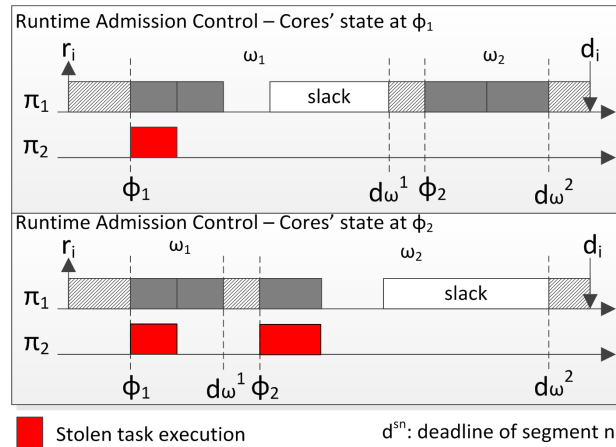 Runtime Admission Control – Cores' state at ϕ1
ri ω1 ω2 di
π1 slack
π2
ϕ1 dω1 ϕ2 dω2
Runtime Admission Control – Cores' state at ϕ2
ri ω1 ω2 di
π1 slack
π2
ϕ1 dω1 ϕ2 dω2
Stolen task execution dsn: deadline of segment n